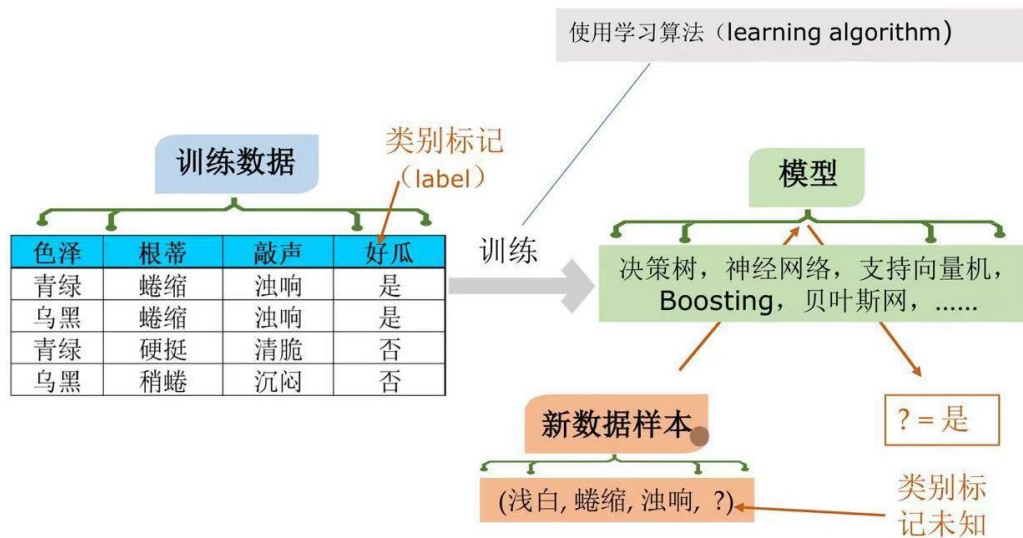 使用学习算法（learning algorithm）
类别标记
（label）
训练数据
模型
色泽 根蒂 敲声 好瓜
青绿 蜷缩 浊响 是
乌黑 蜷缩 浊响 是
青绿 硬挺 清脆 否
乌黑 稍蜷 沉闷 否
训练
决策树，神经网络，支持向量机，
Boosting，贝叶斯网，......
新数据样本
(浅白, 蜷缩, 浊响, ?)
? = 是
类别标
记未知